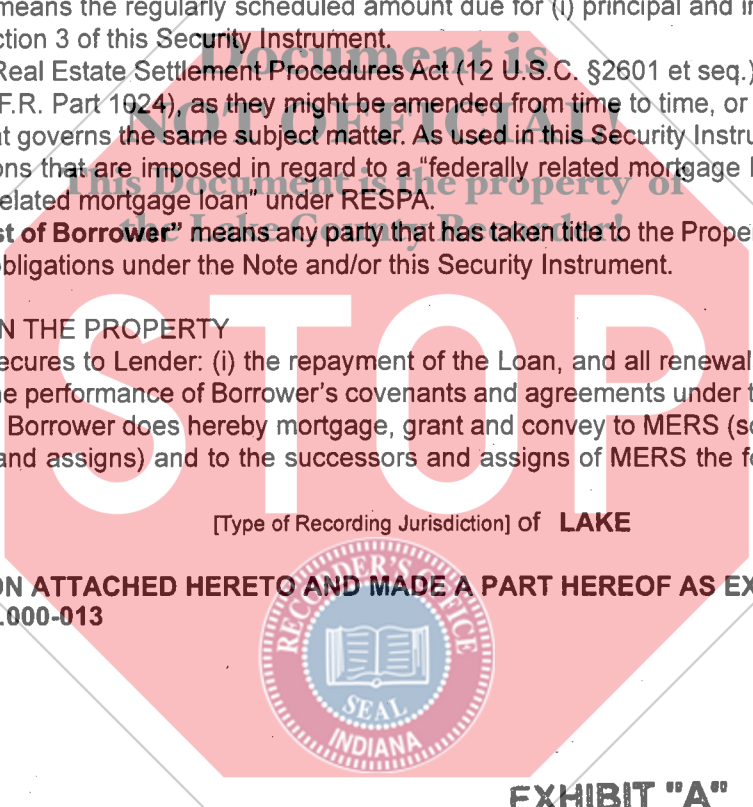 means the regularly scheduled amount due for (i) principal and in
ction 3 of this Security Instrument.
Document is
Real Estate Settlement Procedures Act (12 U.S.C. §2601 et seq.)
F.R. Part 1024), as they might be amended from time to time, or
NOT OFFICIAL!
t governs the same subject matter. As used in this Security Instru
ons that are imposed in regard to a "federally related mortgage l
This Document is the property of
elated mortgage loan" under RESPA.
the Lake County Recorder!
st of Borrower" means any party that has taken title to the Proper
obligations under the Note and/or this Security Instrument.
STOP
N THE PROPERTY
ecures to Lender: (i) the repayment of the Loan, and all renewal
he performance of Borrower's covenants and agreements under t
Borrower does hereby mortgage, grant and convey to MERS (so
and assigns) and to the successors and assigns of MERS the fo
[Type of Recording Jurisdiction] of LAKE
ON ATTACHED HERETO AND MADE A PART HEREOF AS EX
.000-013
RECORDER'S OFFICE
SEAL
INDIANA
EXHIBIT "A"